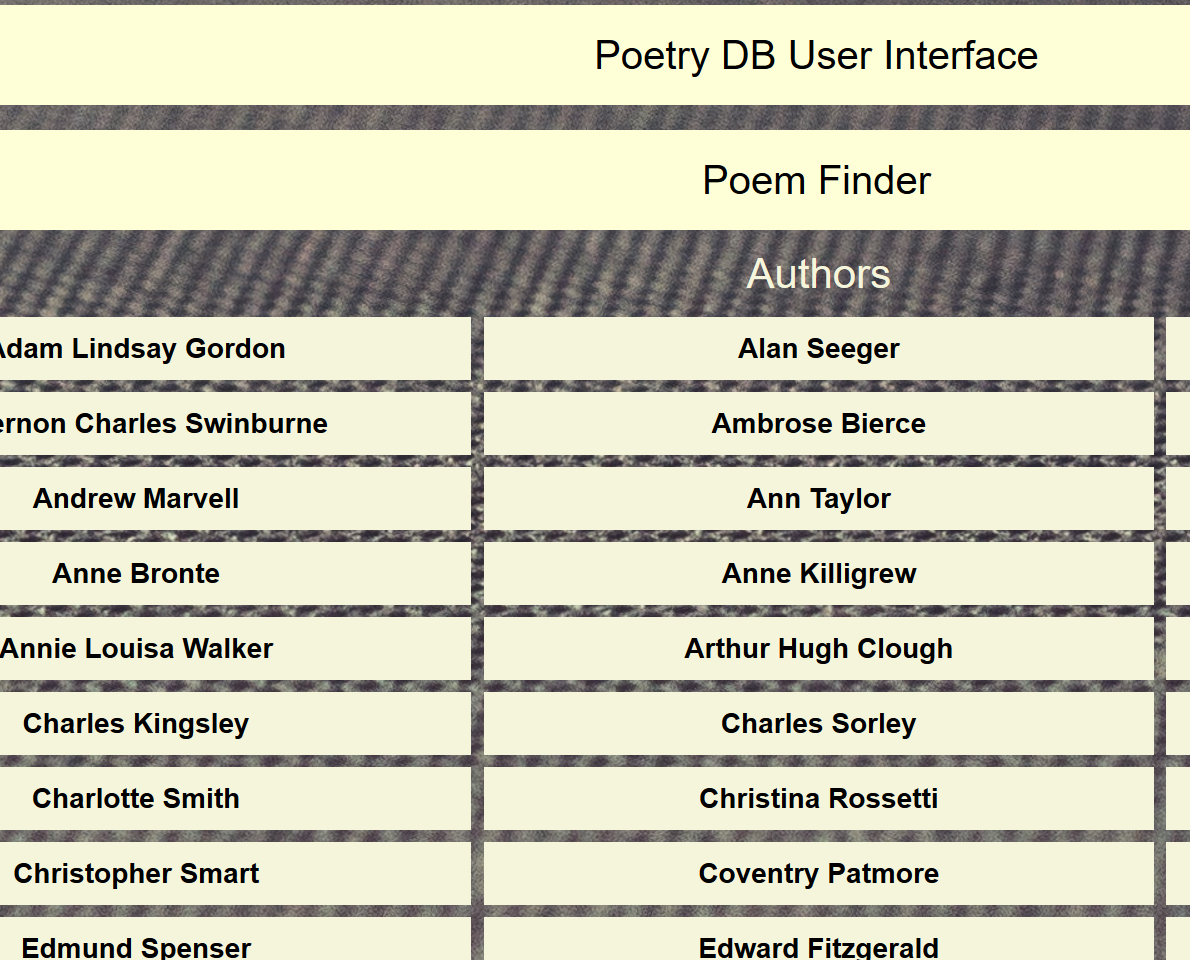 Poetry DB User Interface
Poem Finder
Authors
Adam Lindsay Gordon Alan Seeger
Charles Swinburne Ambrose Bierce
Andrew Marvell Ann Taylor
Anne Bronte Anne Killigrew
Annie Louisa Walker Arthur Hugh Clough
Charles Kingsley Charles Sorley
Charlotte Smith Christina Rossetti
Christopher Smart Coventry Patmore
Edmund Spenser Edward Fitzgerald